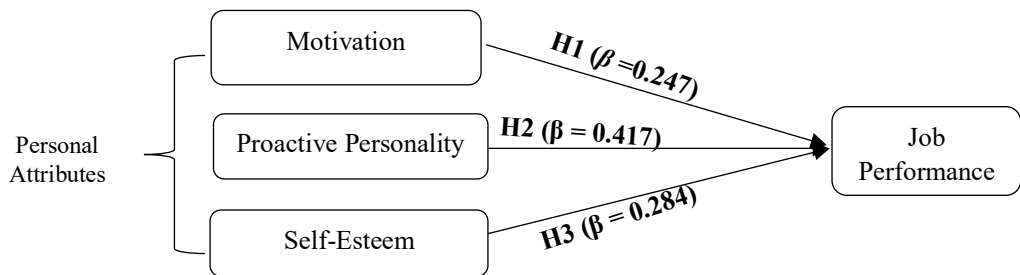 Motivation
H1 (β =0.247)
Personal
Attributes
Proactive Personality
H2 (β = 0.417)
Job
Performance
Self-Esteem
H3 (β = 0.284)